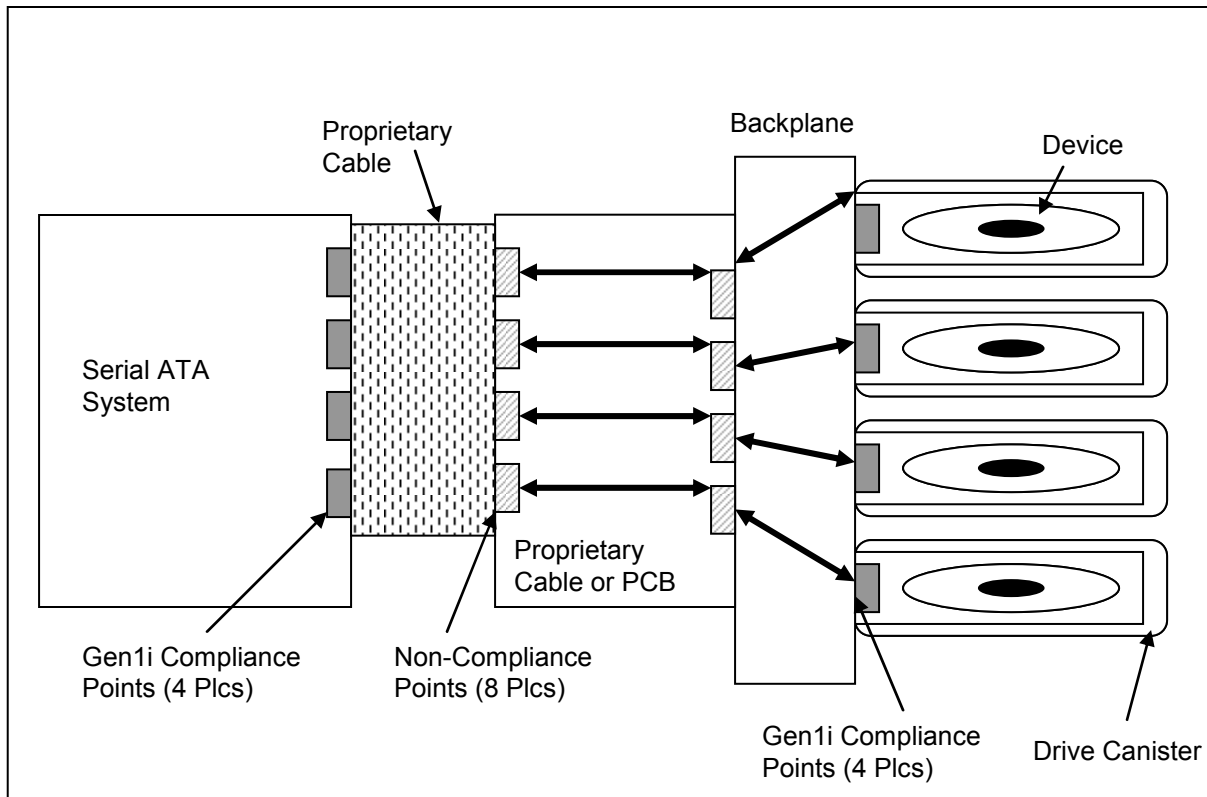 Proprietary
Cable
Backplane
Device
Serial ATA
System
Proprietary
Cable or PCB
Gen1i Compliance
Points (4 Plcs)
Non-Compliance
Points (8 Plcs)
Gen1i Compliance
Points (4 Plcs)
Drive Canister